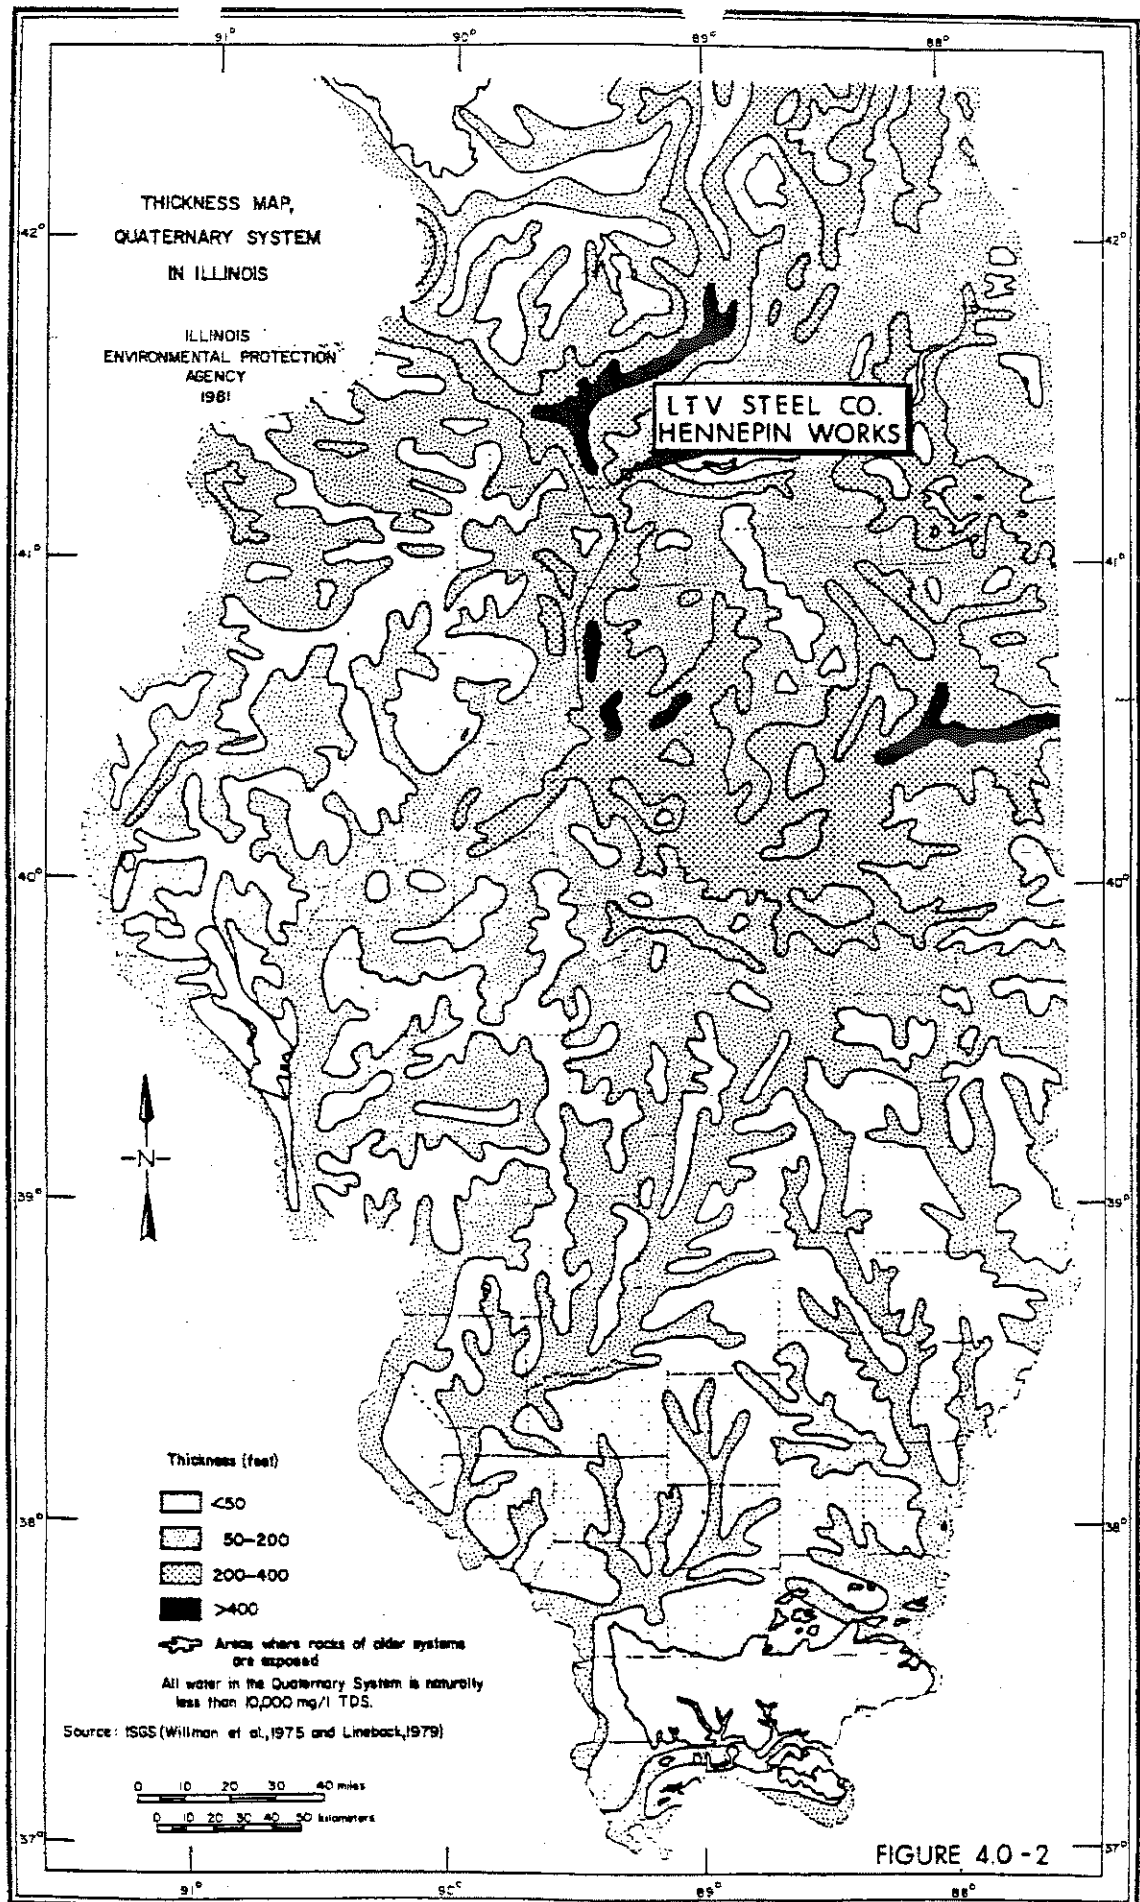 91° 90° 89° 88°
THICKNESS MAP,
QUATERNARY SYSTEM
IN ILLINOIS
42° 42°
ILLINOIS
ENVIRONMENTAL PROTECTION
AGENCY
1981
LTV STEEL CO.
HENNEPIN WORKS
41° 41°
40° 40°
-N-
39° 39°
Thickness (feet)
<50
38° 38°
50-200
200-400
>400
Areas where rocks of older systems
are exposed
All water in the Quaternary System is naturally
less than 10,000 mg/l TDS.
Source: ISGS (Willman et al., 1975 and Lineback, 1979)
0 10 20 30 40 miles
0 10 20 30 40 50 kilometers
37° 37°
FIGURE 4.0-2
91° 90° 89° 88°